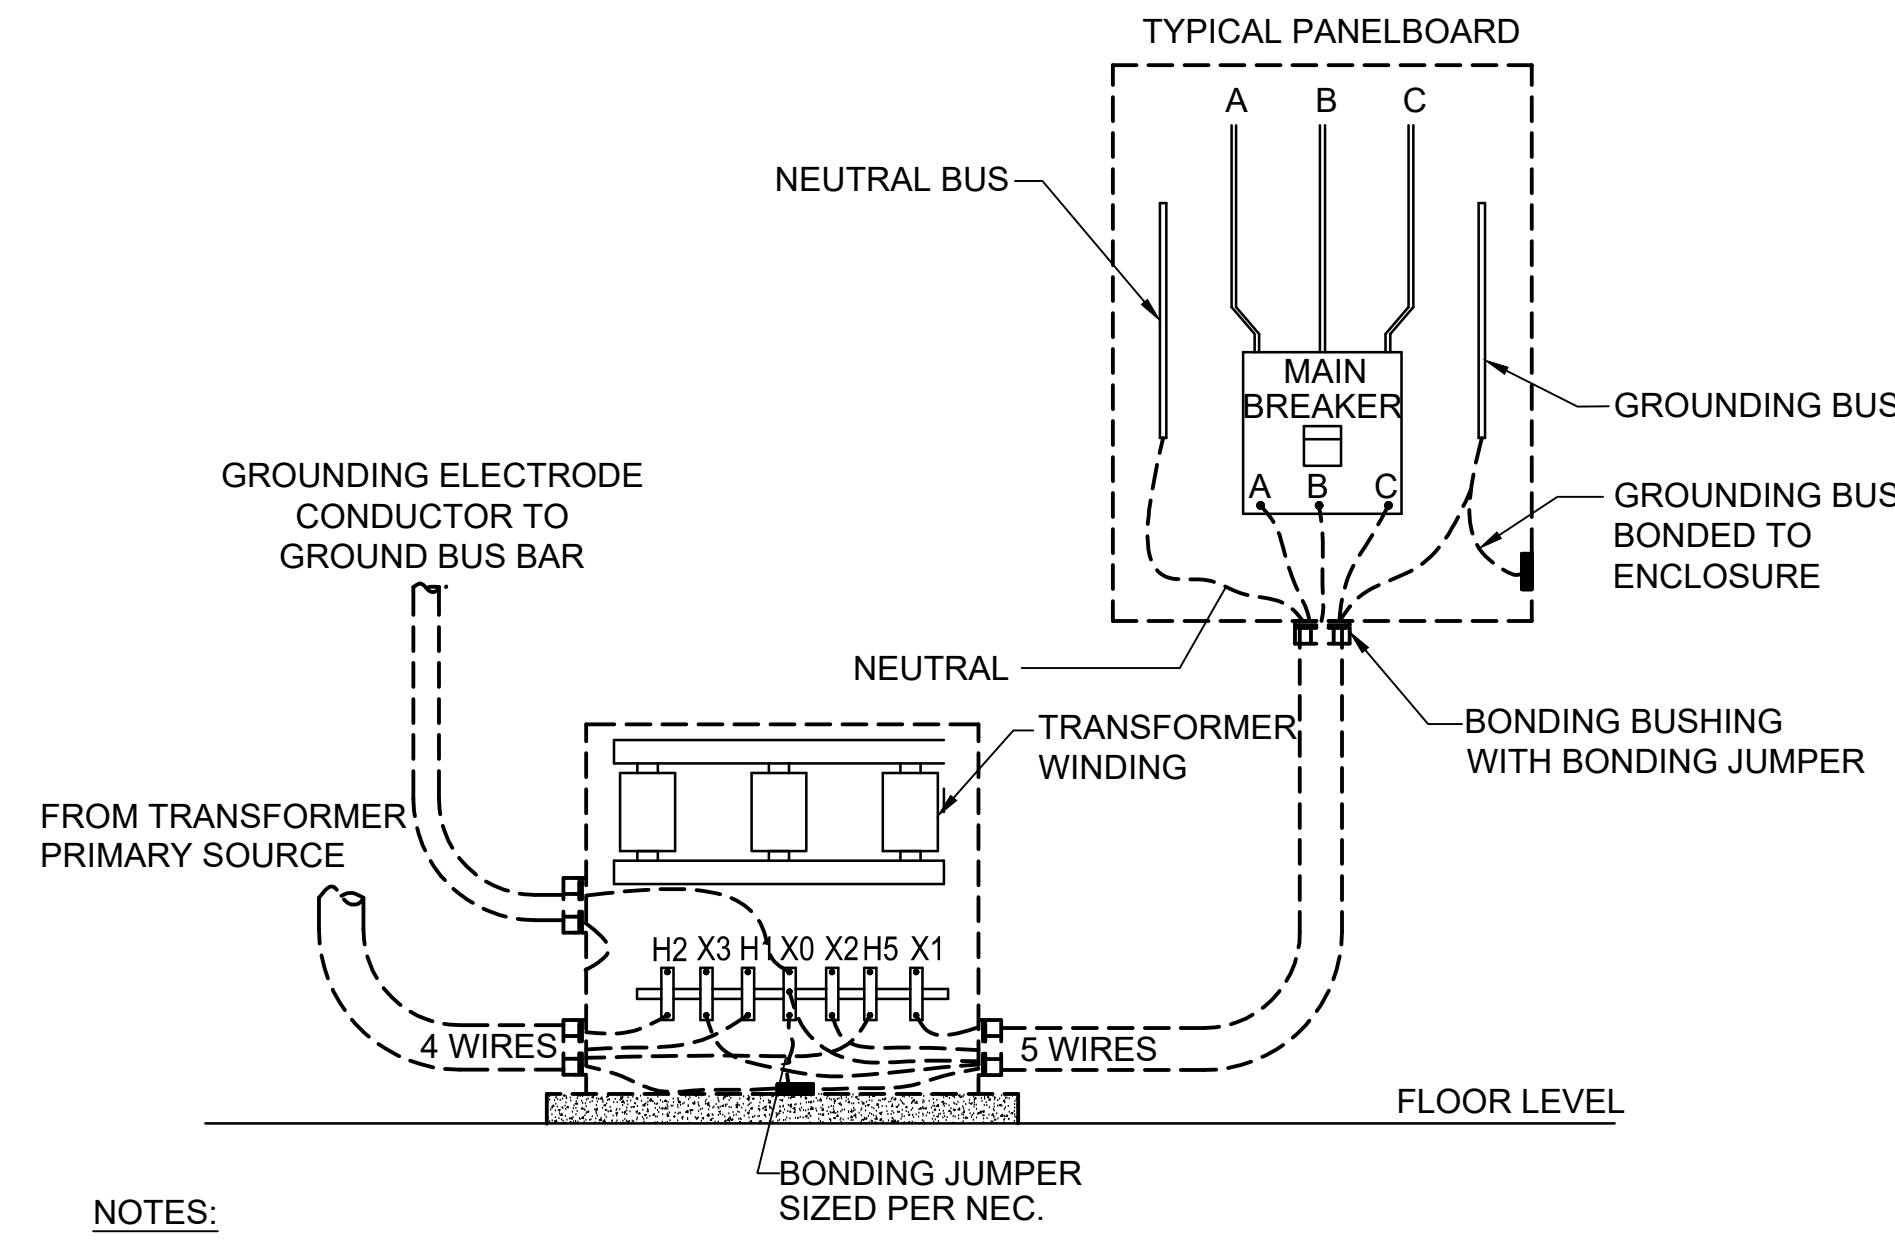 TYPICAL PANELBOARD
A B C
NEUTRAL BUS
MAIN
BREAKER
GROUNDING BUS
A B C
GROUNDING BUS
BONDED TO
ENCLOSURE
GROUNDING ELECTRODE
CONDUCTOR TO
GROUND BUS BAR
NEUTRAL
TRANSFORMER
WINDING
BONDING BUSHING
WITH BONDING JUMPER
FROM TRANSFORMER
PRIMARY SOURCE
H2 X3 H1 X0 X2 H5 X1
4 WIRES
5 WIRES
FLOOR LEVEL
BONDING JUMPER
SIZED PER NEC.
NOTES: